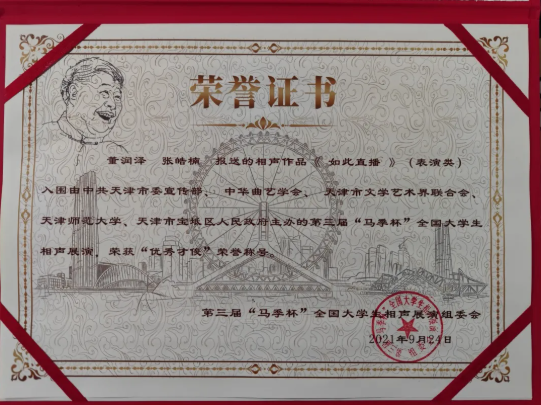 荣誉证书
董润泽 张皓楠 报送的相声作品《 如此直播 》(表演类)
入围由中共天津市委宣传部、中华曲艺学会、天津市文学艺术界联合会、
天津师范大学、天津市宝坻区人民政府主办的第三届“马季杯”全国大学生
相声展演，荣获“优秀才俊”荣誉称号。
第三届“马季杯”全国大学生相声展演组委会
2021年9月24日